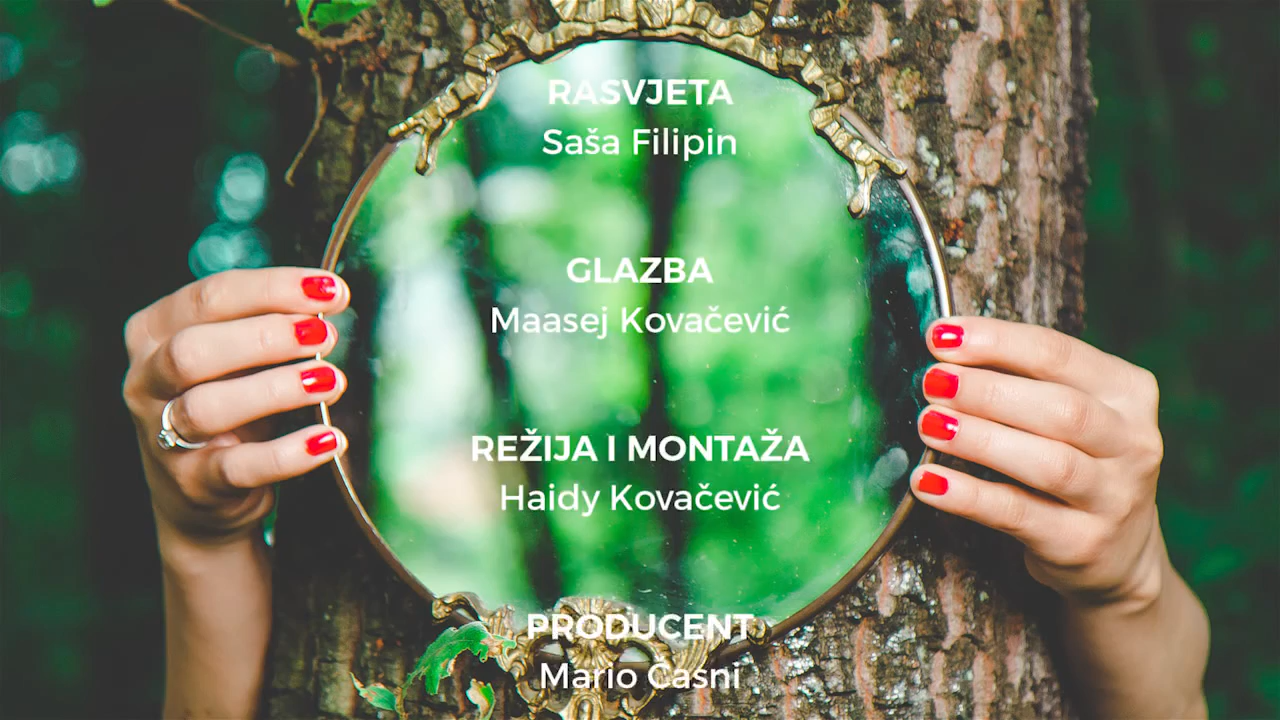 RASVJETA
Saša Filipin
GLAZBA
Maasej Kovačević
REŽIJA I MONTAŽA
Haidy Kovačević
PRODUCENT
Mario Časni